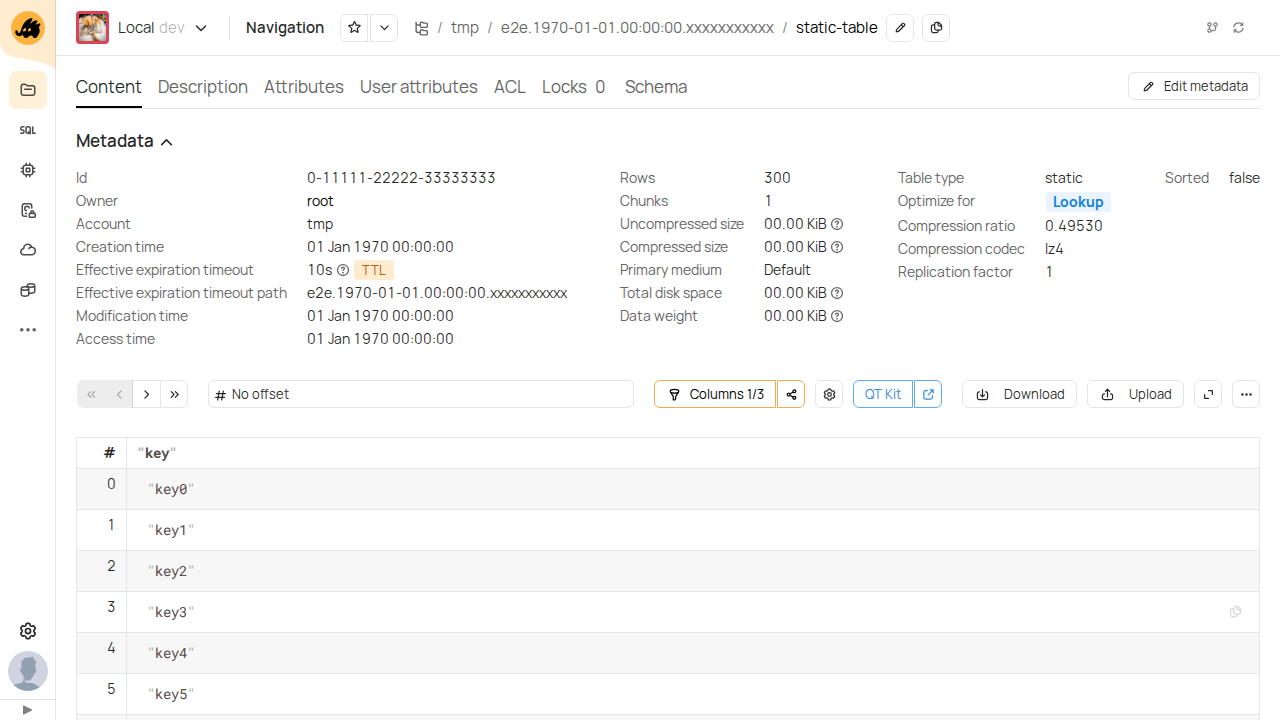 Local dev
Navigation
/ tmp / e2e.1970-01-01.00:00:00.xxxxxxxxxxx / static-table
SQL
Content Description Attributes User attributes ACL Locks 0 Schema
Edit metadata
Metadata
Id 0-11111-22222-33333333
Owner root
Account tmp
Creation time 01 Jan 1970 00:00:00
Effective expiration timeout 10s TTL
Effective expiration timeout path e2e.1970-01-01.00:00:00.xxxxxxxxxxx
Modification time 01 Jan 1970 00:00:00
Access time 01 Jan 1970 00:00:00
Rows 300
Chunks 1
Uncompressed size 00.00 KiB
Compressed size 00.00 KiB
Primary medium Default
Total disk space 00.00 KiB
Data weight 00.00 KiB
Table type static
Optimize for Lookup
Compression ratio 0.49530
Compression codec lz4
Replication factor 1
Sorted false
# No offset
Columns 1/3
QT Kit
Download
Upload
# "key"
0 "key0"
1 "key1"
2 "key2"
3 "key3"
4 "key4"
5 "key5"